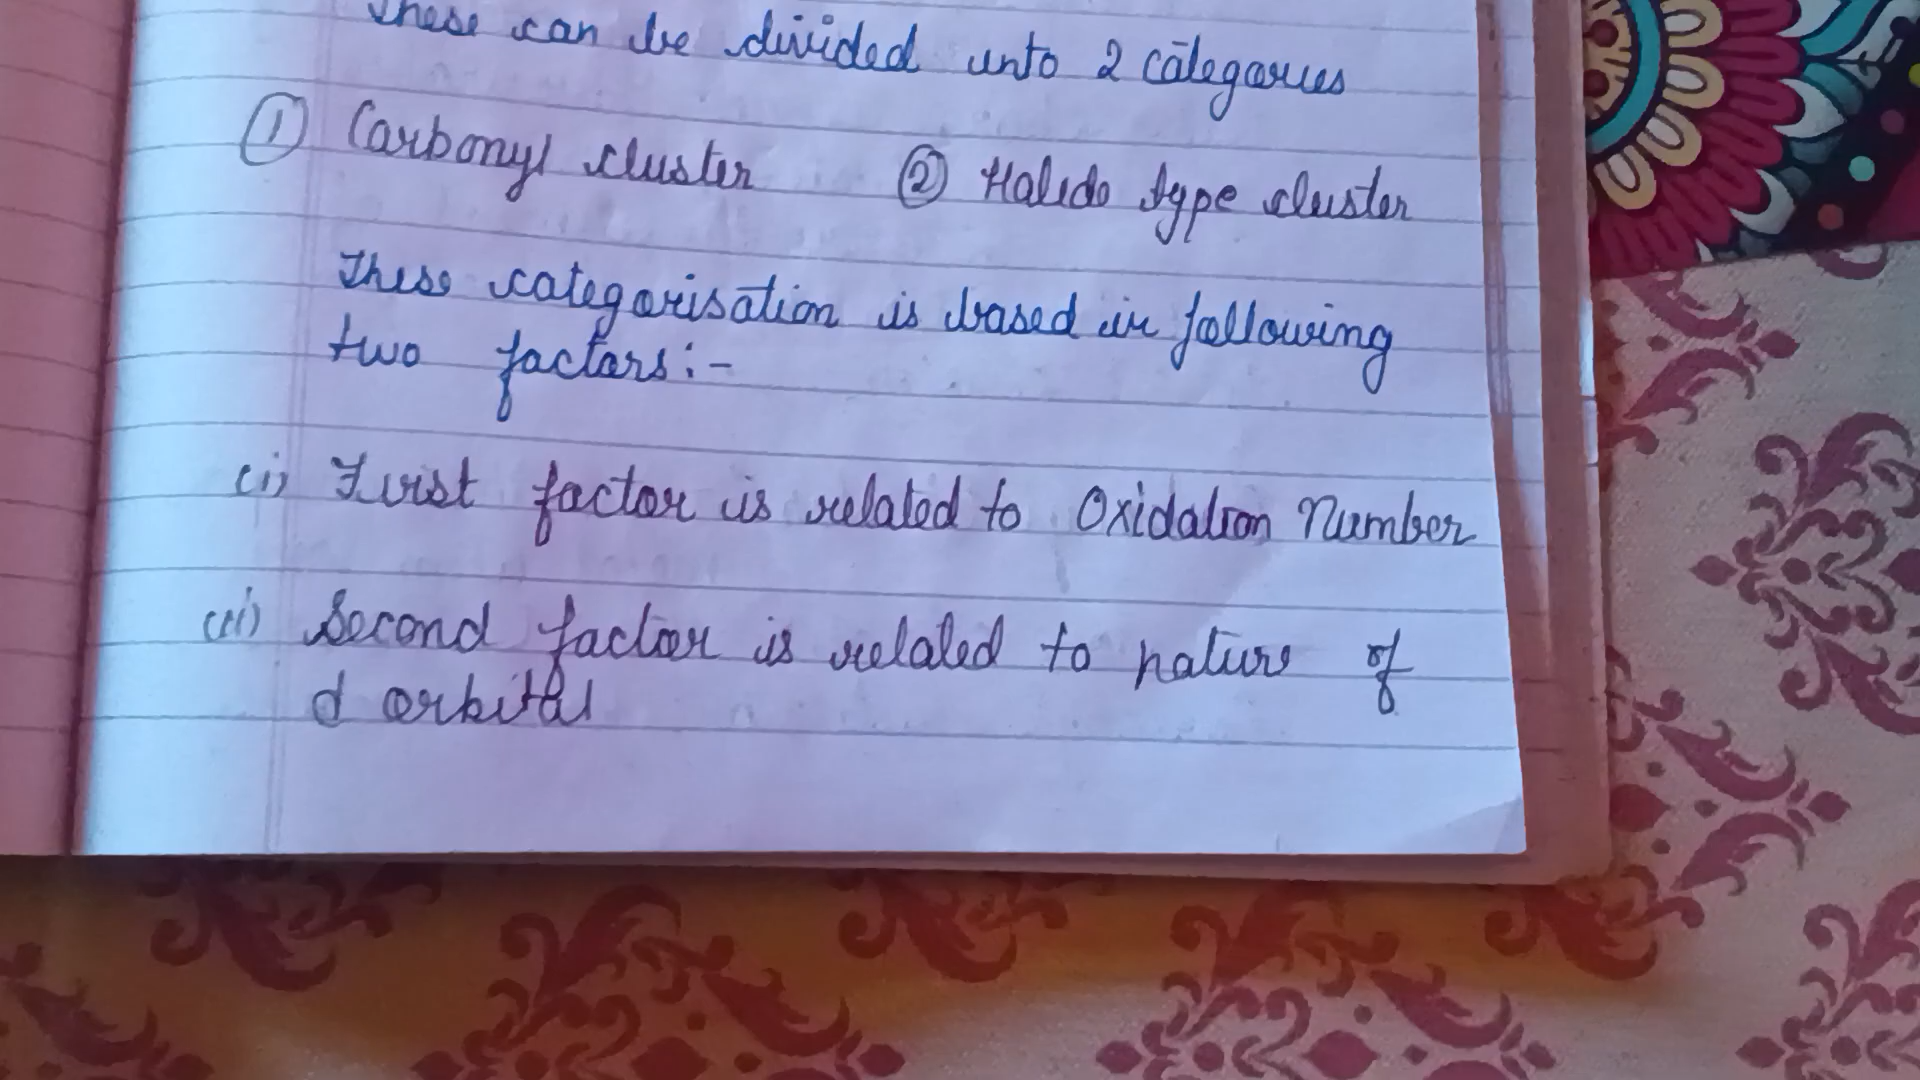 These can be divided into 2 categories
① Carbonyl cluster ② Halido type cluster
These categorisation is based in following
two factors:-
(i) First factor is related to Oxidation Number
(ii) Second factor is related to nature of
d orbital